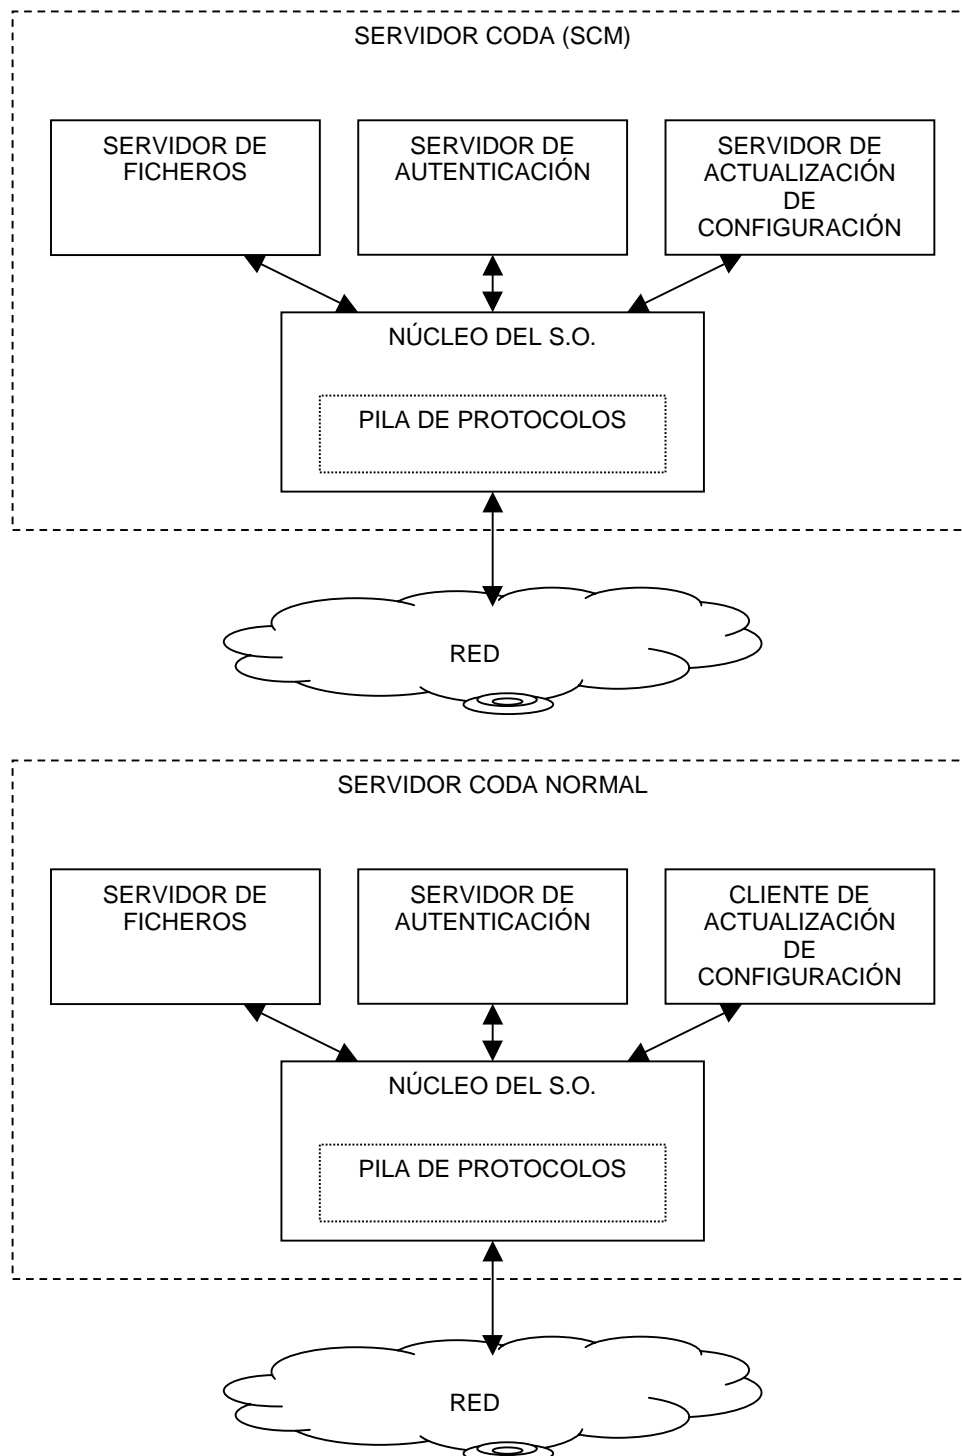 SERVIDOR CODA (SCM)
SERVIDOR DE
FICHEROS
SERVIDOR DE
AUTENTICACIÓN
SERVIDOR DE
ACTUALIZACIÓN
DE
CONFIGURACIÓN
NÚCLEO DEL S.O.
PILA DE PROTOCOLOS
RED
SERVIDOR CODA NORMAL
SERVIDOR DE
FICHEROS
SERVIDOR DE
AUTENTICACIÓN
CLIENTE DE
ACTUALIZACIÓN
DE
CONFIGURACIÓN
NÚCLEO DEL S.O.
PILA DE PROTOCOLOS
RED